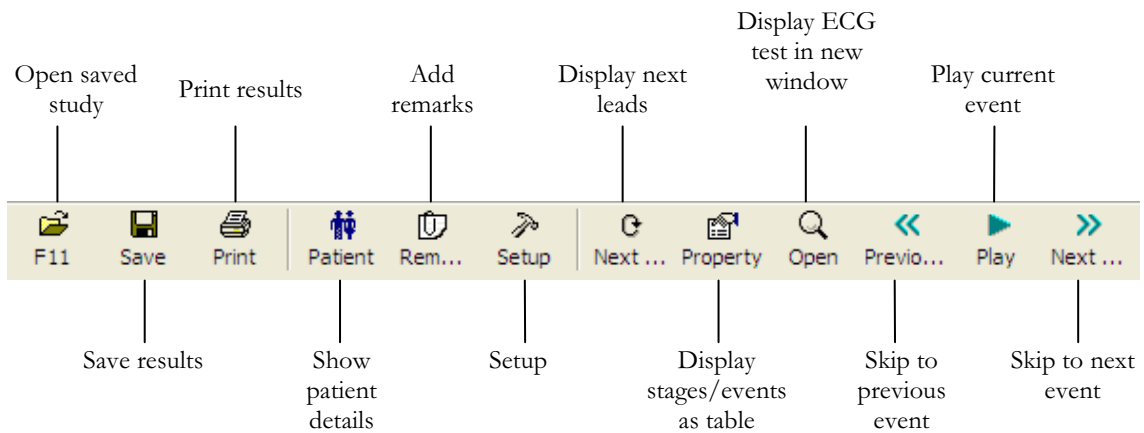 Open saved
study
Print results
Add
remarks
Display next
leads
Display ECG
test in new
window
Play current
event
F11
Save
Print
Patient
Rem...
Setup
Next ...
Property
Open
Previo...
Play
Next ...
Save results
Show
patient
details
Setup
Display
stages/events
as table
Skip to
previous
event
Skip to next
event